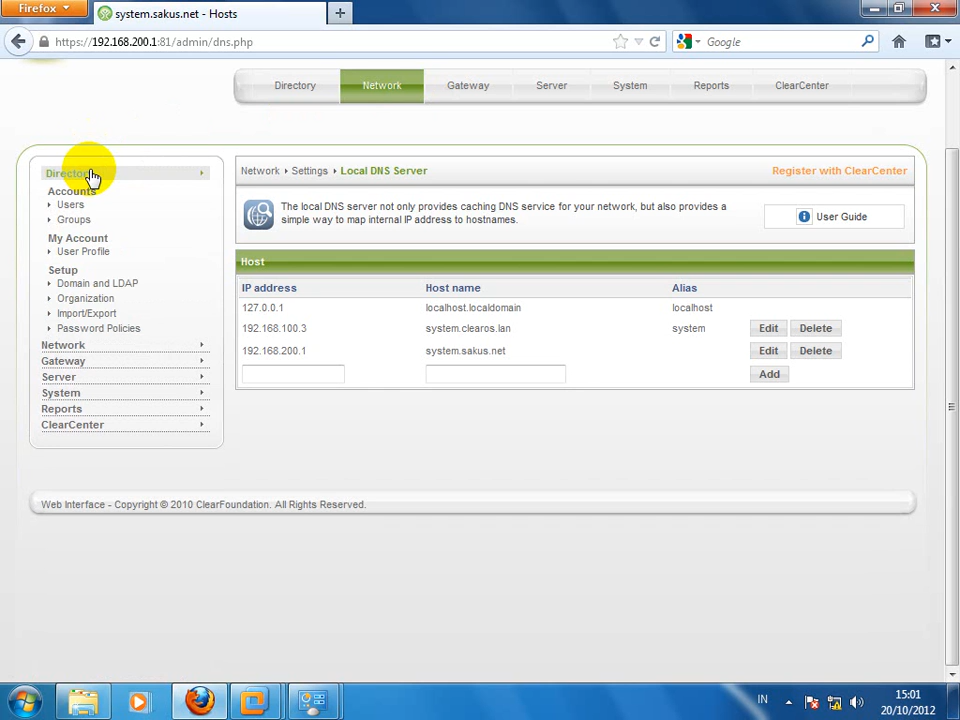 Firefox
system.sakus.net - Hosts
https://192.168.200.1:81/admin/dns.php
Google
Directory Network Gateway Server System Reports ClearCenter
Directory
Accounts
Users
Groups
My Account
User Profile
Setup
Domain and LDAP
Organization
Import/Export
Password Policies
Network
Gateway
Server
System
Reports
ClearCenter
Network Settings Local DNS Server Register with ClearCenter
The local DNS server not only provides caching DNS service for your network, but also provides a
simple way to map internal IP address to hostnames.
User Guide
Host
IP address Host name Alias
127.0.0.1 localhost.localdomain localhost
192.168.100.3 system.clearos.lan system Edit Delete
192.168.200.1 system.sakus.net Edit Delete
Add
Web Interface - Copyright © 2010 ClearFoundation. All Rights Reserved.
IN
15:01
20/10/2012